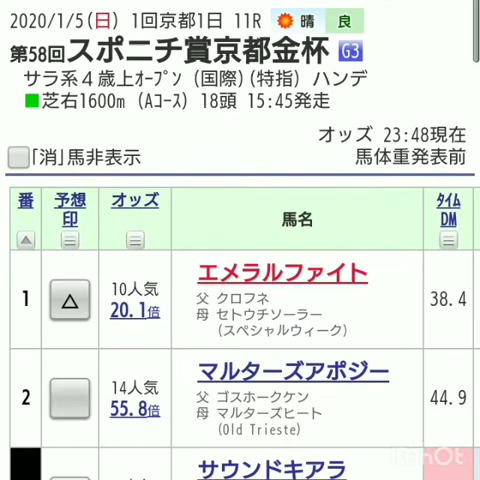 2020/1/5(日) 1回京都1日 11R 晴 良
第58回スポニチ賞京都金杯 G3
サラ系４歳上ｵｰﾌﾟﾝ (国際)(特指) ハンデ
■芝右1600m (Aコース) 18頭 15:45発走
オッズ 23:48現在
「消」馬非表示 馬体重発表前
番 予想印 オッズ 馬名 ﾀｲﾑDM
1 △ 10人気 20.1倍 エメラルファイト 38.4
父 クロフネ
母 セトウチソーラー
(スペシャルウィーク)
2 14人気 55.8倍 マルターズアポジー 44.9
父 ゴスホークケン
母 マルターズヒート
(Old Trieste)
サウンドキアラ